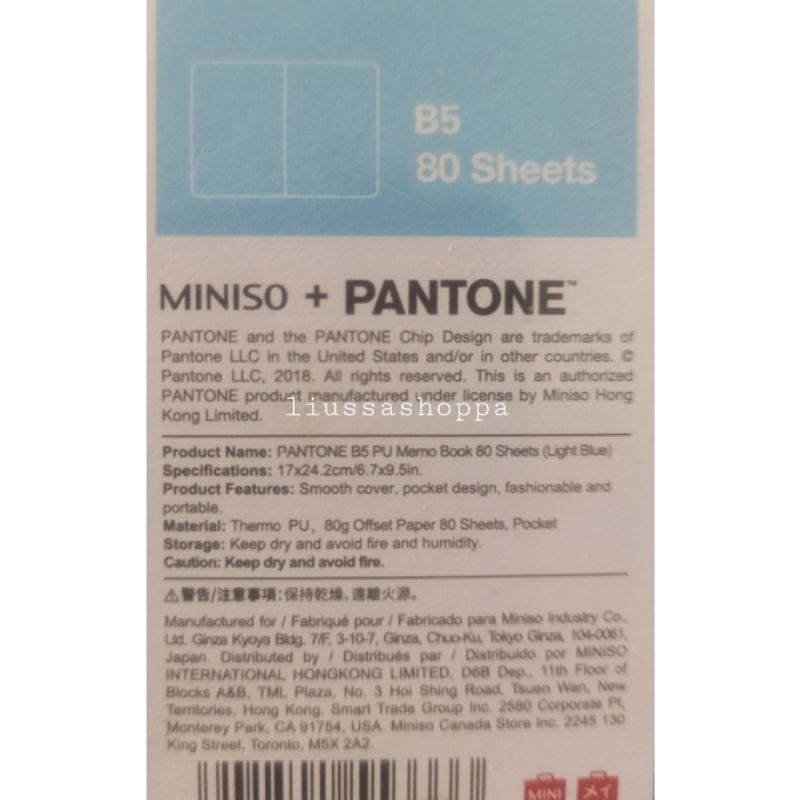 B5
80 Sheets
MINISO + PANTONE™
PANTONE and the PANTONE Chip Design are trademarks of
Pantone LLC in the United States and/or in other countries. ©
Pantone LLC, 2018. All rights reserved. This is an authorized
PANTONE product manufactured under license by Miniso Hong
Kong Limited.
liussashoppa
Product Name: PANTONE B5 PU Memo Book 80 Sheets (Light Blue)
Specifications: 17x24.2cm/6.7x9.5in.
Product Features: Smooth cover, pocket design, fashionable and
portable.
Material: Thermo PU, 80g Offset Paper 80 Sheets, Pocket
Storage: Keep dry and avoid fire and humidity.
Caution: Keep dry and avoid fire.
⚠警告/注意事項:保持乾燥、遠離火源。
Manufactured for / Fabriqué pour / Fabricado para Miniso Industry Co.,
Ltd. Ginza Kyoya Bldg. 7/F, 3-10-7, Ginza, Chuo-Ku, Tokyo Ginza, 104-0061,
Japan. Distributed by / Distribués par / Distribuido por MINISO
INTERNATIONAL HONGKONG LIMITED, D6B Dep., 11th Floor of
Blocks A&B, TML Plaza, No. 3 Hoi Shing Road, Tsuen Wan, New
Territories, Hong Kong. Smart Trade Group Inc. 2580 Corporate Pl,
Monterey Park, CA 91754, USA. Miniso Canada Store Inc. 2245 130
King Street, Toronto, M5X 2A2.
MINI メイ